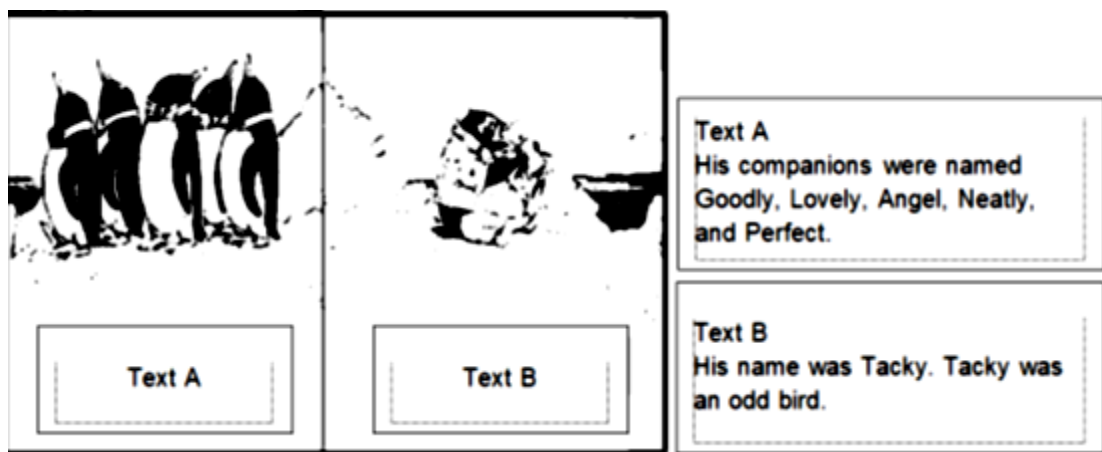 Text A
Text B
Text A
His companions were named
Goodly, Lovely, Angel, Neatly,
and Perfect.
Text B
His name was Tacky. Tacky was
an odd bird.